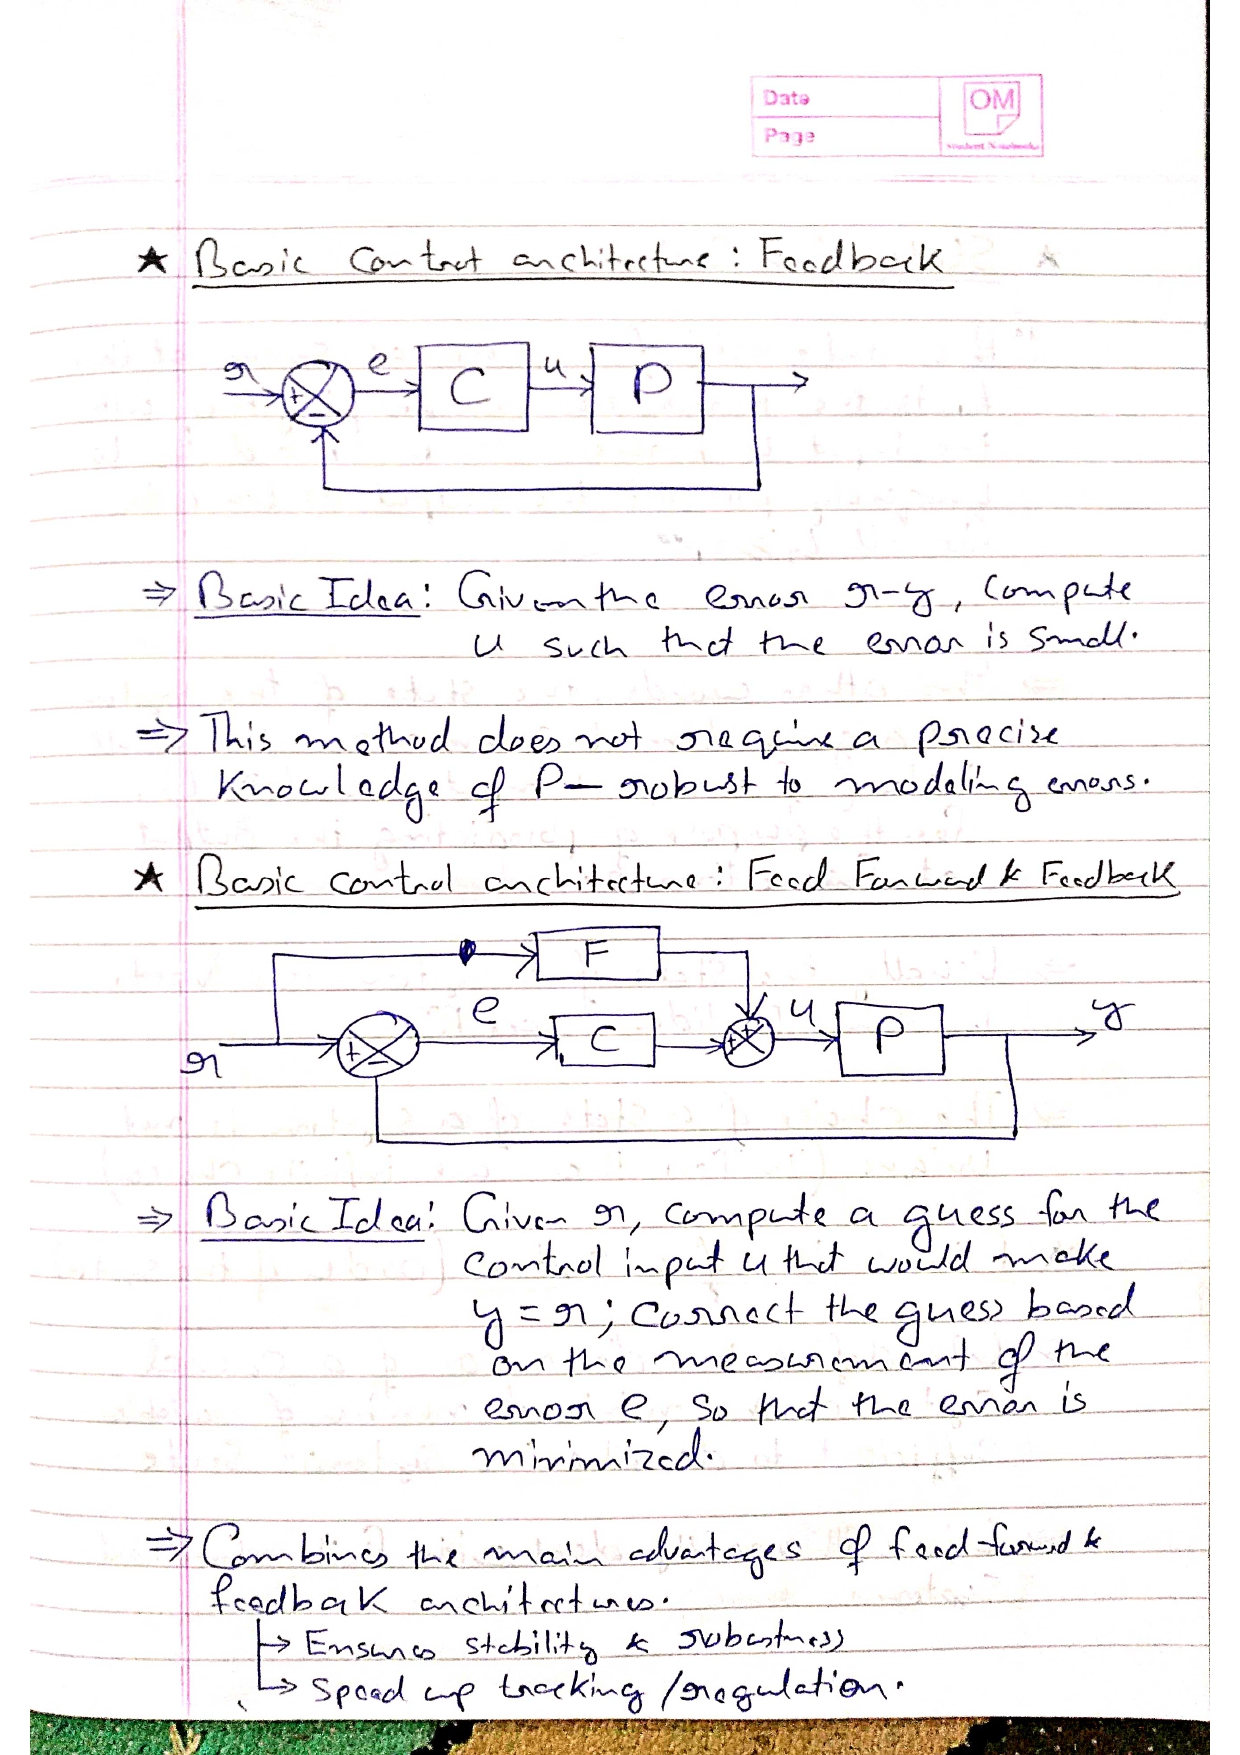 Date
Page
OM
Student Notebooks
★ Basic Control architecture : Feedback
r e C u P
+ −
⇒ Basic Idea : Given the error r-y, Compute
u such that the error is small.
⇒ This method does not require a precise
knowledge of P — robust to modeling errors.
★ Basic control architecture : Feed Forward & Feedback
F
r + − e C + + u P y
⇒ Basic Idea : Given r, compute a guess for the
control input u that would make
y = r ; correct the guess based
on the measurement of the
error e, so that the error is
minimized.
⇒ Combines the main advantages of feed-forward &
feedback architectures.
→ Ensures stability & robustness
→ Speed up tracking / regulation.